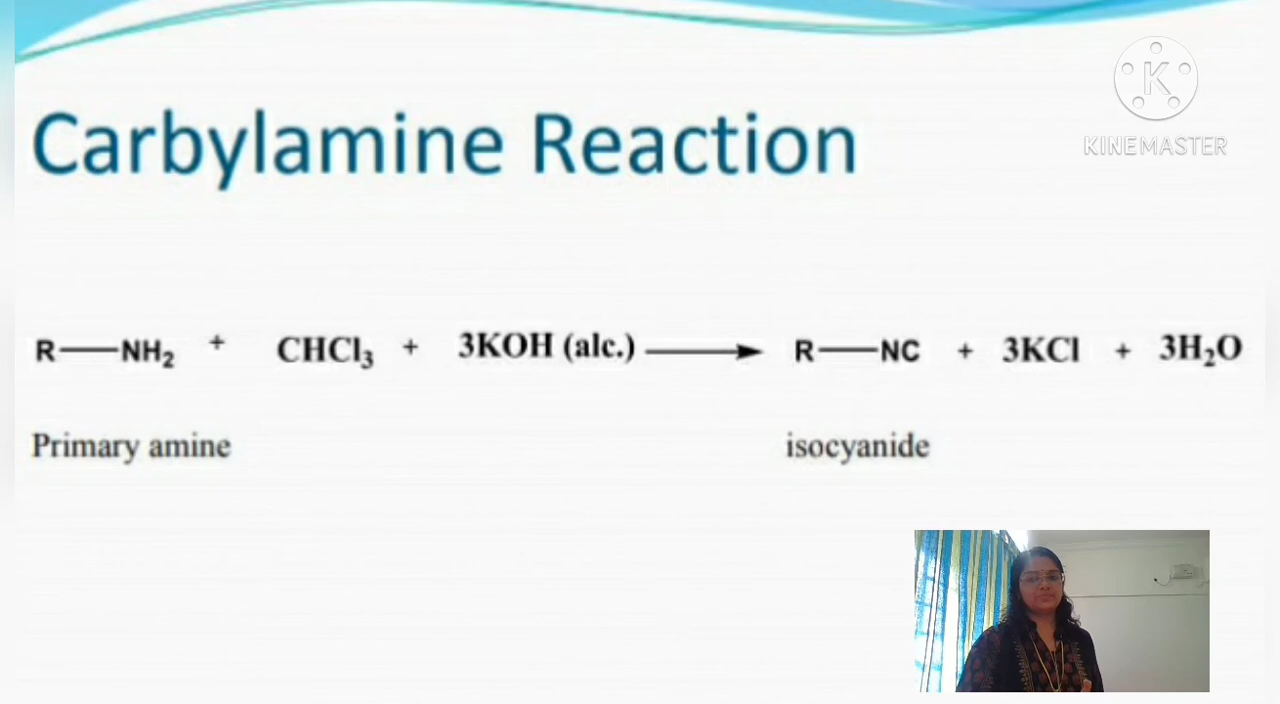 Carbylamine Reaction
K
KINEMASTER
R—NH₂ + CHCl₃ + 3KOH (alc.) ⟶ R—NC + 3KCl + 3H₂O
Primary amine isocyanide